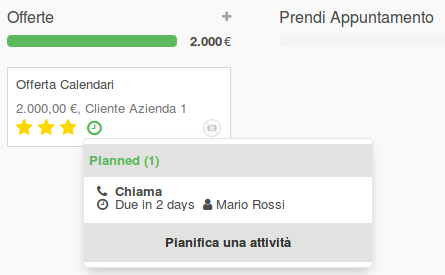 Offerte + Prendi Appuntamento
2.000 €
Offerta Calendari
2.000,00 €, Cliente Azienda 1
Planned (1)
Chiama
Due in 2 days Mario Rossi
Pianifica una attività